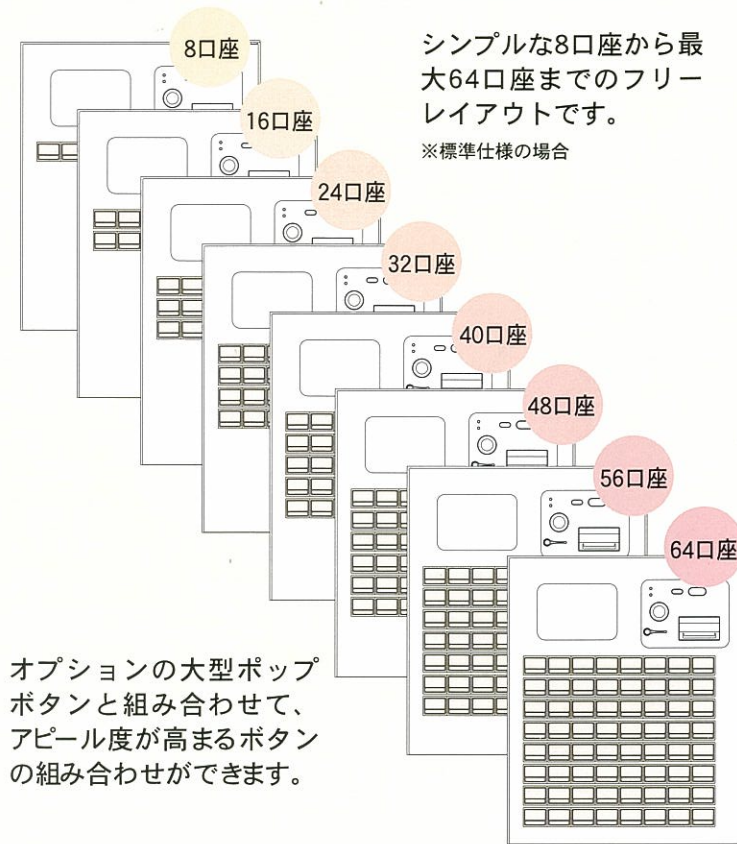 シンプルな8口座から最
大64口座までのフリー
レイアウトです。
※標準仕様の場合
8口座
16口座
24口座
32口座
40口座
48口座
56口座
64口座
オプションの大型ポップ
ボタンと組み合わせて、
アピール度が高まるボタン
の組み合わせができます。